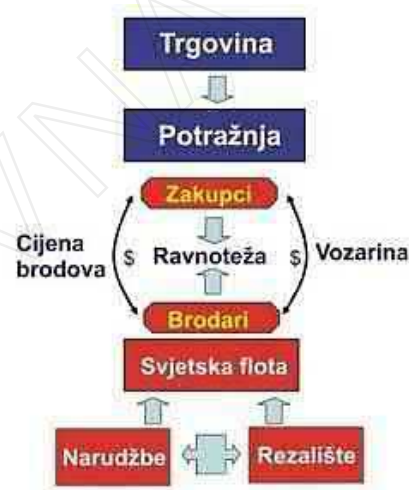 Trgovina
Potražnja
Zakupci
Cijena
brodova
$ Ravnoteža $
Vozarina
Brodari
Svjetska flota
Narudžbe
Rezalište